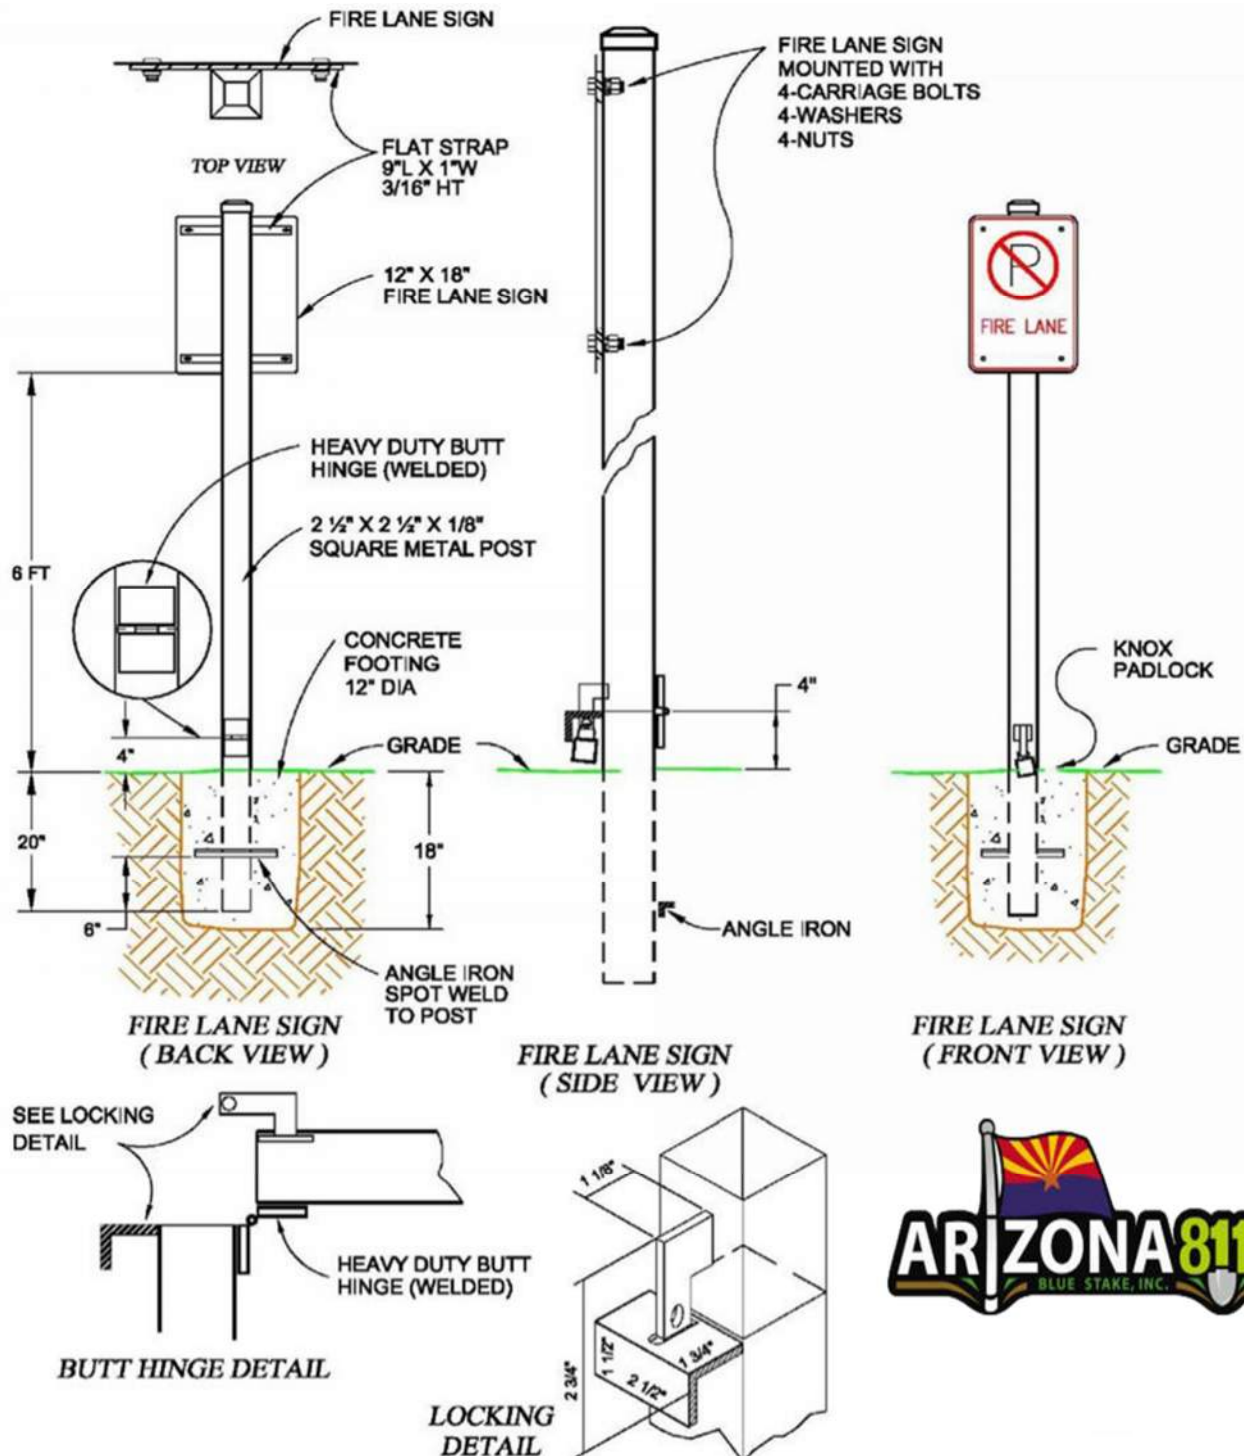 FIRE LANE SIGN
TOP VIEW
FLAT STRAP
9"L X 1"W
3/16" HT
12" X 18"
FIRE LANE SIGN
HEAVY DUTY BUTT
HINGE (WELDED)
2 ½" X 2 ½" X 1/8"
SQUARE METAL POST
6 FT
CONCRETE
FOOTING
12" DIA
4"
GRADE
20"
18"
6"
ANGLE IRON
SPOT WELD
TO POST
FIRE LANE SIGN
( BACK VIEW )
FIRE LANE SIGN
MOUNTED WITH
4-CARRIAGE BOLTS
4-WASHERS
4-NUTS
4"
ANGLE IRON
FIRE LANE SIGN
( SIDE VIEW )
P
FIRE LANE
KNOX
PADLOCK
GRADE
FIRE LANE SIGN
( FRONT VIEW )
SEE LOCKING
DETAIL
HEAVY DUTY BUTT
HINGE (WELDED)
BUTT HINGE DETAIL
1 1/8"
2 3/4"
1 1/2"
2 1/2"
1 3/4"
LOCKING
DETAIL
ARIZONA 811
BLUE STAKE, INC.